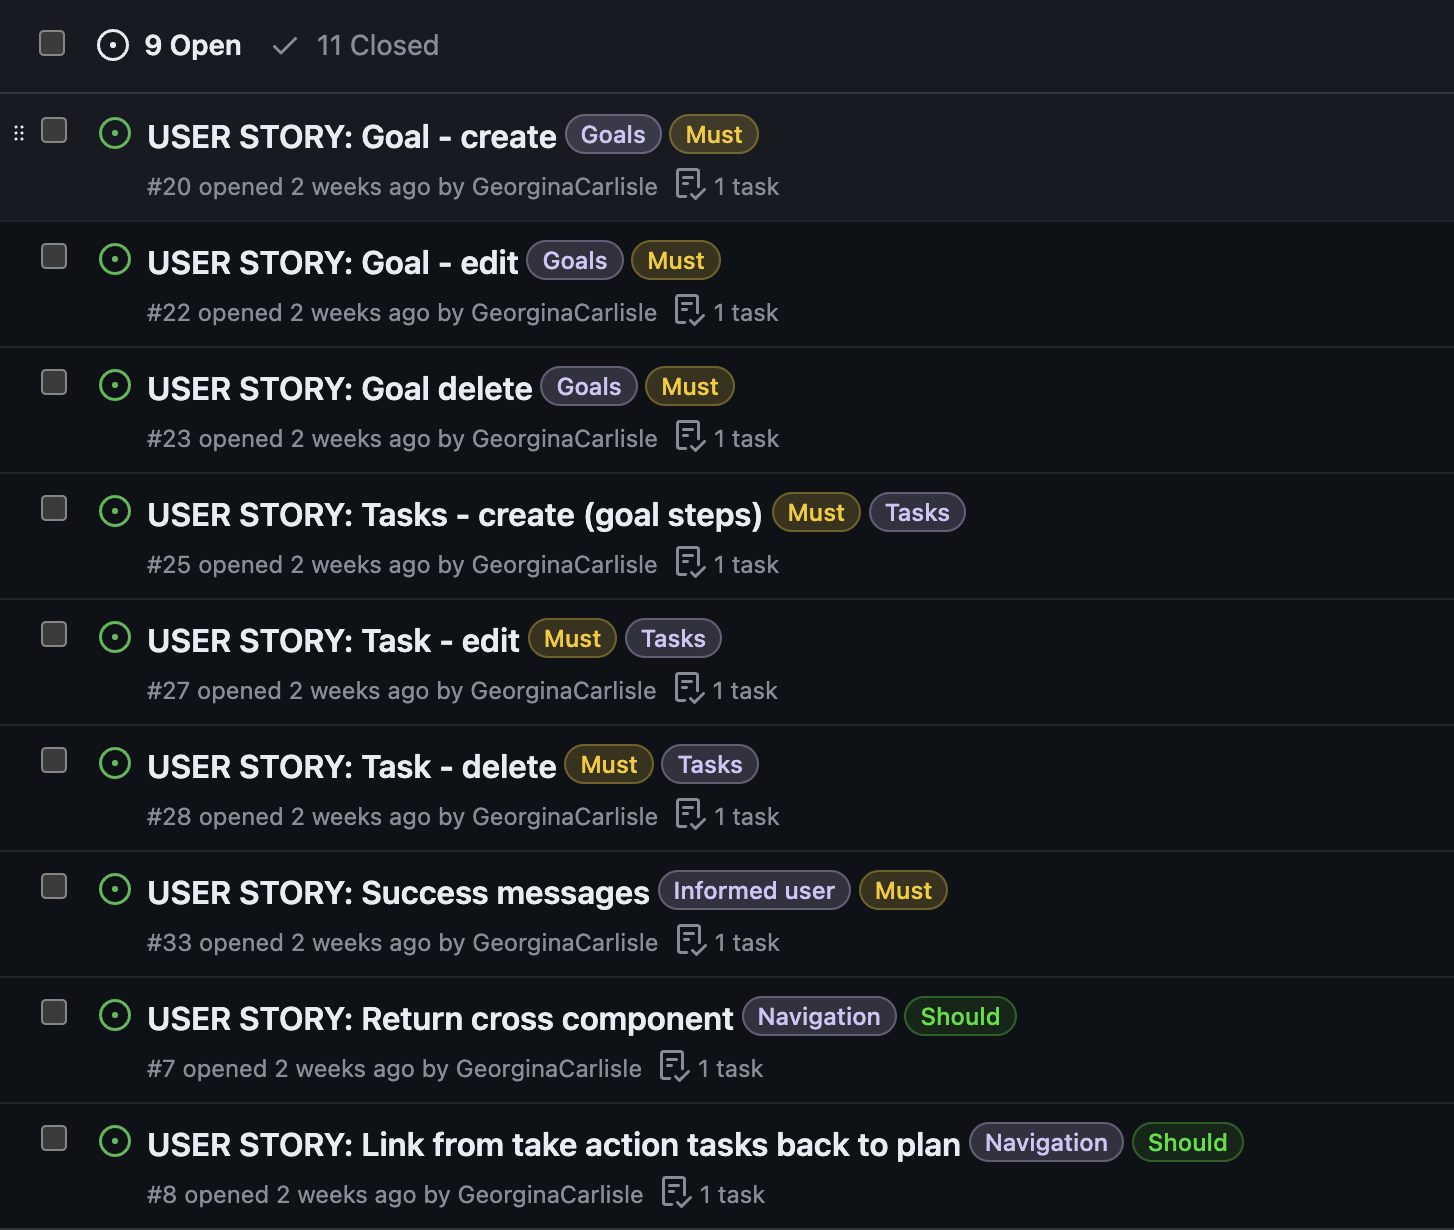 9 Open 11 Closed
USER STORY: Goal - create Goals Must
#20 opened 2 weeks ago by GeorginaCarlisle 1 task
USER STORY: Goal - edit Goals Must
#22 opened 2 weeks ago by GeorginaCarlisle 1 task
USER STORY: Goal delete Goals Must
#23 opened 2 weeks ago by GeorginaCarlisle 1 task
USER STORY: Tasks - create (goal steps) Must Tasks
#25 opened 2 weeks ago by GeorginaCarlisle 1 task
USER STORY: Task - edit Must Tasks
#27 opened 2 weeks ago by GeorginaCarlisle 1 task
USER STORY: Task - delete Must Tasks
#28 opened 2 weeks ago by GeorginaCarlisle 1 task
USER STORY: Success messages Informed user Must
#33 opened 2 weeks ago by GeorginaCarlisle 1 task
USER STORY: Return cross component Navigation Should
#7 opened 2 weeks ago by GeorginaCarlisle 1 task
USER STORY: Link from take action tasks back to plan Navigation Should
#8 opened 2 weeks ago by GeorginaCarlisle 1 task